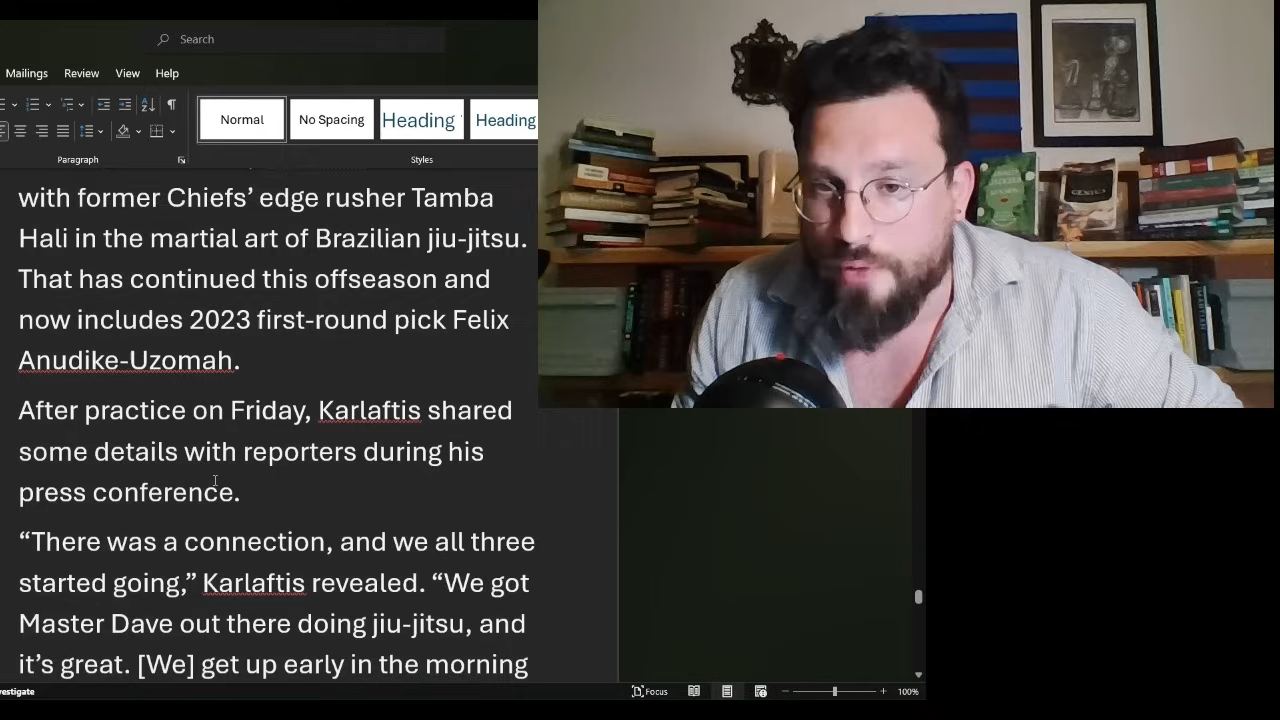 Search
Mailings Review View Help
Normal No Spacing Heading Heading
Paragraph Styles
with former Chiefs’ edge rusher Tamba
Hali in the martial art of Brazilian jiu-jitsu.
That has continued this offseason and
now includes 2023 first-round pick Felix
Anudike-Uzomah.
After practice on Friday, Karlaftis shared
some details with reporters during his
press conference.
“There was a connection, and we all three
started going,” Karlaftis revealed. “We got
Master Dave out there doing jiu-jitsu, and
it’s great. [We] get up early in the morning
vestigate Focus 100%